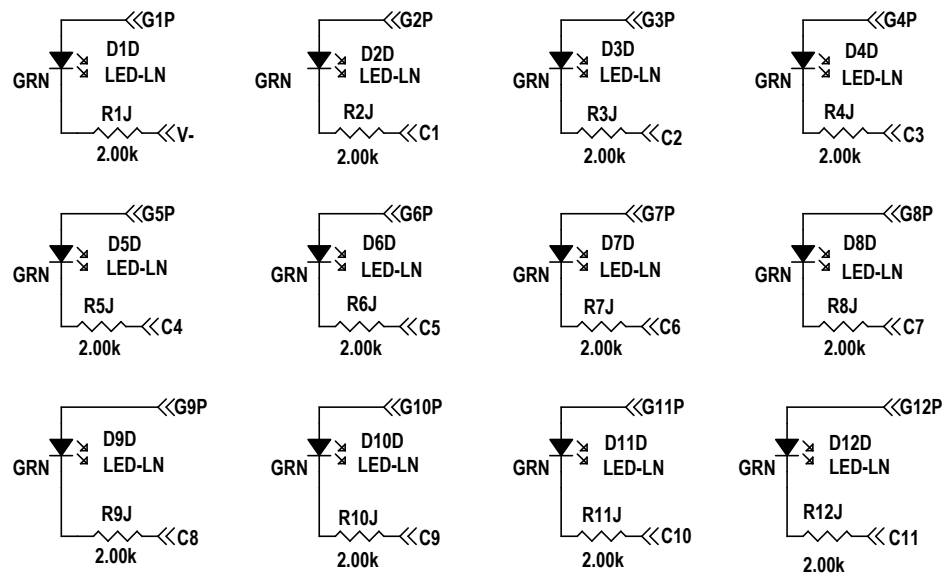 G1P
D1D
LED-LN
GRN
R1J
V-
2.00k
G2P
D2D
LED-LN
GRN
R2J
C1
2.00k
G3P
D3D
LED-LN
GRN
R3J
C2
2.00k
G4P
D4D
LED-LN
GRN
R4J
C3
2.00k
G5P
D5D
LED-LN
GRN
R5J
C4
2.00k
G6P
D6D
LED-LN
GRN
R6J
C5
2.00k
G7P
D7D
LED-LN
GRN
R7J
C6
2.00k
G8P
D8D
LED-LN
GRN
R8J
C7
2.00k
G9P
D9D
LED-LN
GRN
R9J
C8
2.00k
G10P
D10D
LED-LN
GRN
R10J
C9
2.00k
G11P
D11D
LED-LN
GRN
R11J
C10
2.00k
G12P
D12D
LED-LN
GRN
R12J
C11
2.00k